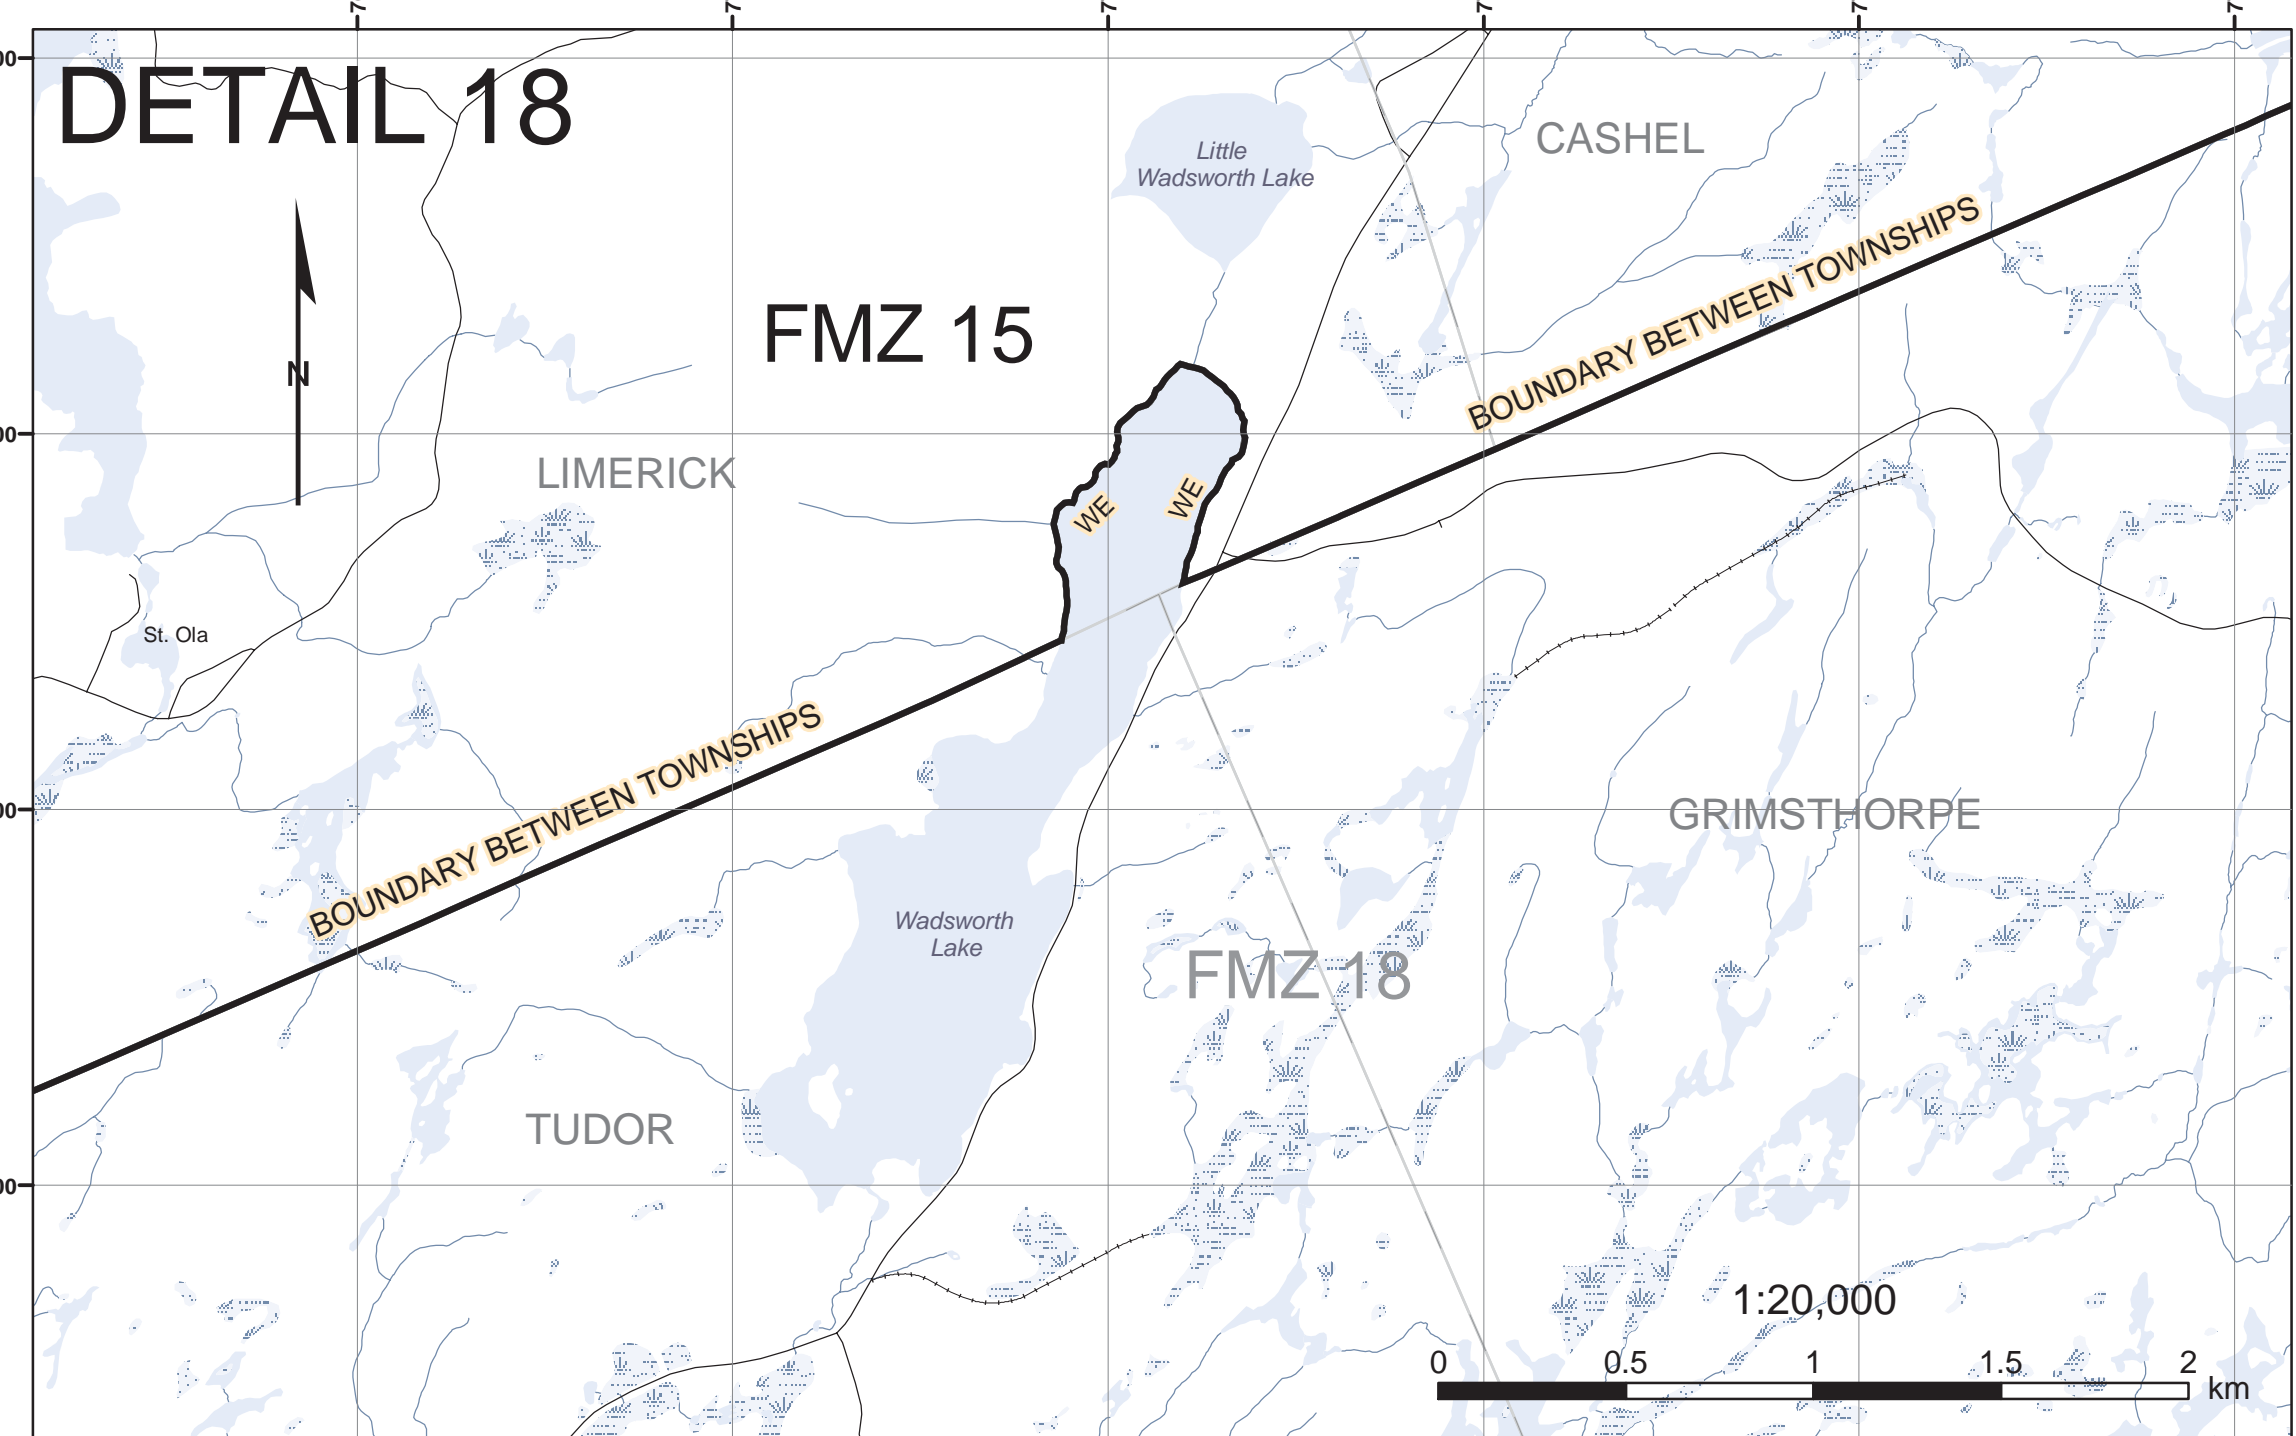 DETAIL 18
Little
Wadsworth Lake
CASHEL
BOUNDARY BETWEEN TOWNSHIPS
FMZ 15
N
LIMERICK
WE
WE
St. Ola
BOUNDARY BETWEEN TOWNSHIPS
GRIMSTHORPE
Wadsworth
Lake
FMZ 18
TUDOR
1:20,000
0 0.5 1 1.5 2
km